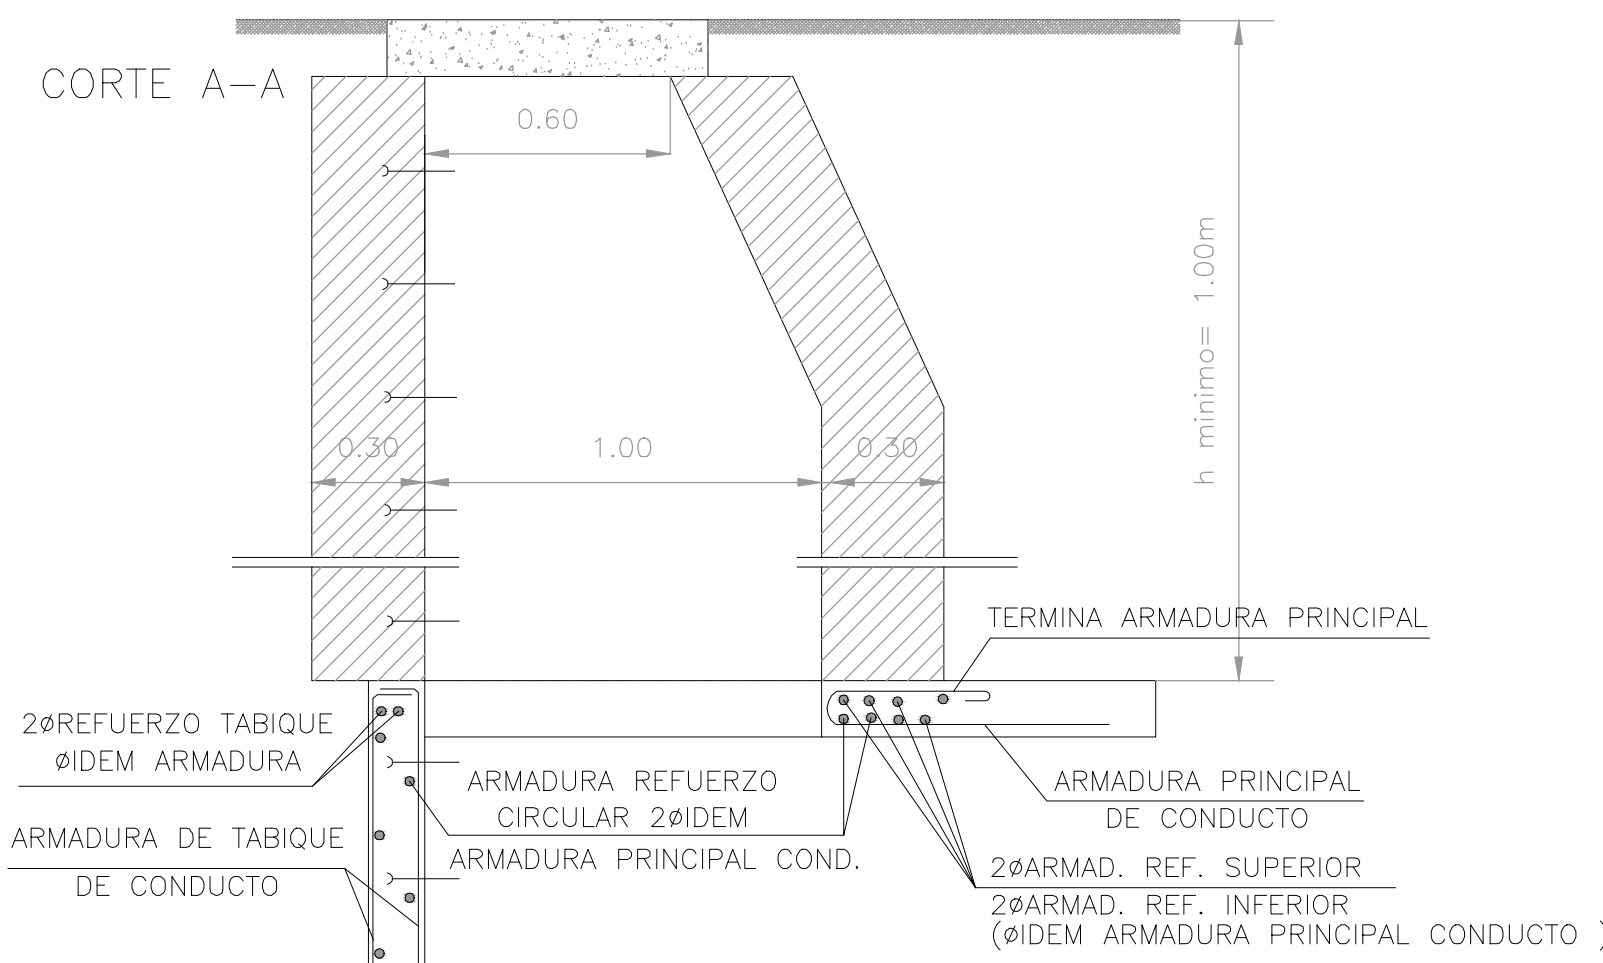 CORTE A-A
0.60
h minimo= 1.00m
0.30
1.00
0.30
TERMINA ARMADURA PRINCIPAL
2øREFUERZO TABIQUE
øIDEM ARMADURA
ARMADURA REFUERZO
CIRCULAR 2øIDEM
ARMADURA PRINCIPAL COND.
ARMADURA PRINCIPAL
DE CONDUCTO
ARMADURA DE TABIQUE
DE CONDUCTO
2øARMAD. REF. SUPERIOR
2øARMAD. REF. INFERIOR
(øIDEM ARMADURA PRINCIPAL CONDUCTO )